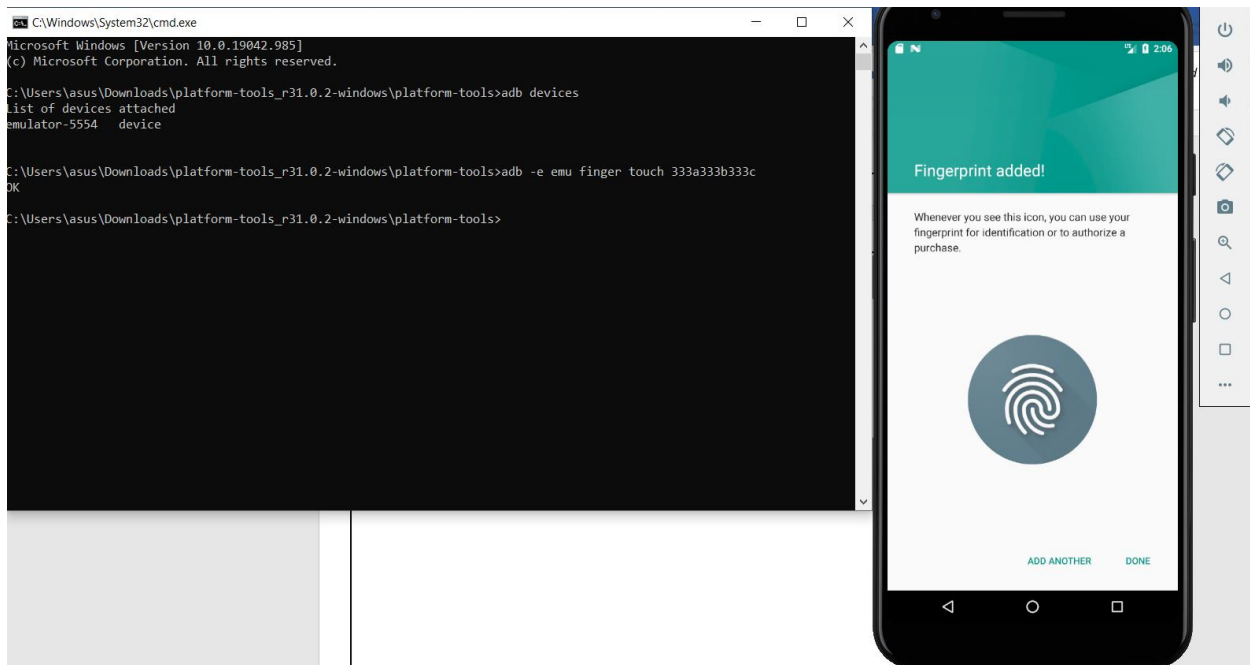 C:\Windows\System32\cmd.exe
Microsoft Windows [Version 10.0.19042.985]
(c) Microsoft Corporation. All rights reserved.
C:\Users\asus\Downloads\platform-tools_r31.0.2-windows\platform-tools>adb devices
List of devices attached
emulator-5554 device
C:\Users\asus\Downloads\platform-tools_r31.0.2-windows\platform-tools>adb -e emu finger touch 333a333b333c
OK
C:\Users\asus\Downloads\platform-tools_r31.0.2-windows\platform-tools>
2:06
Fingerprint added!
Whenever you see this icon, you can use your
fingerprint for identification or to authorize a
purchase.
ADD ANOTHER DONE